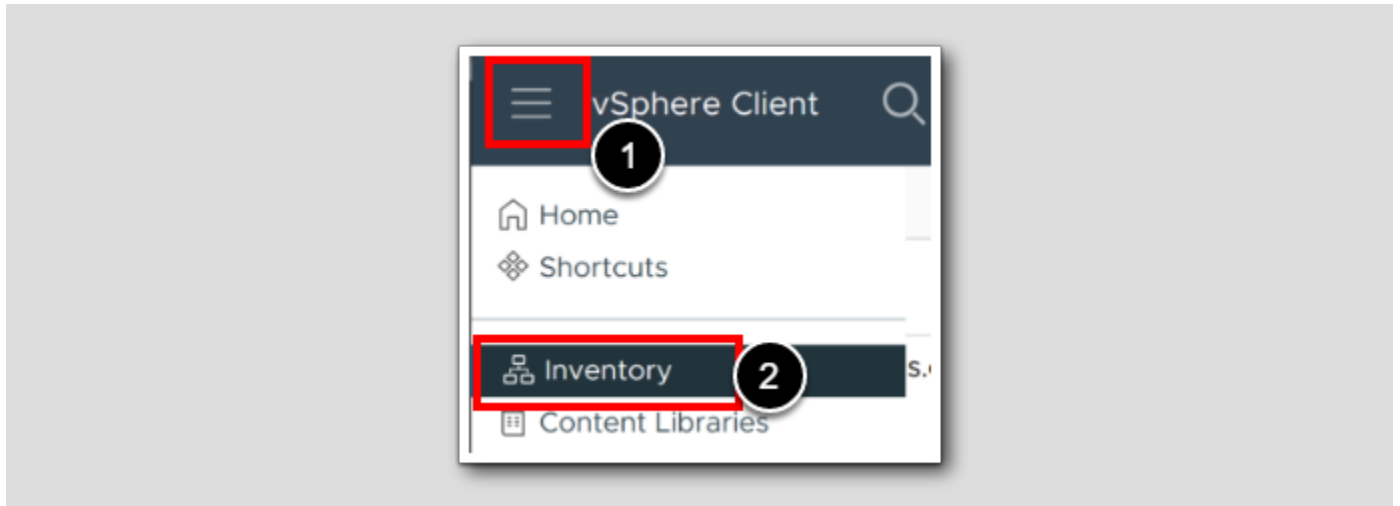 vSphere Client
1
Home
Shortcuts
Inventory
2
s.
Content Libraries